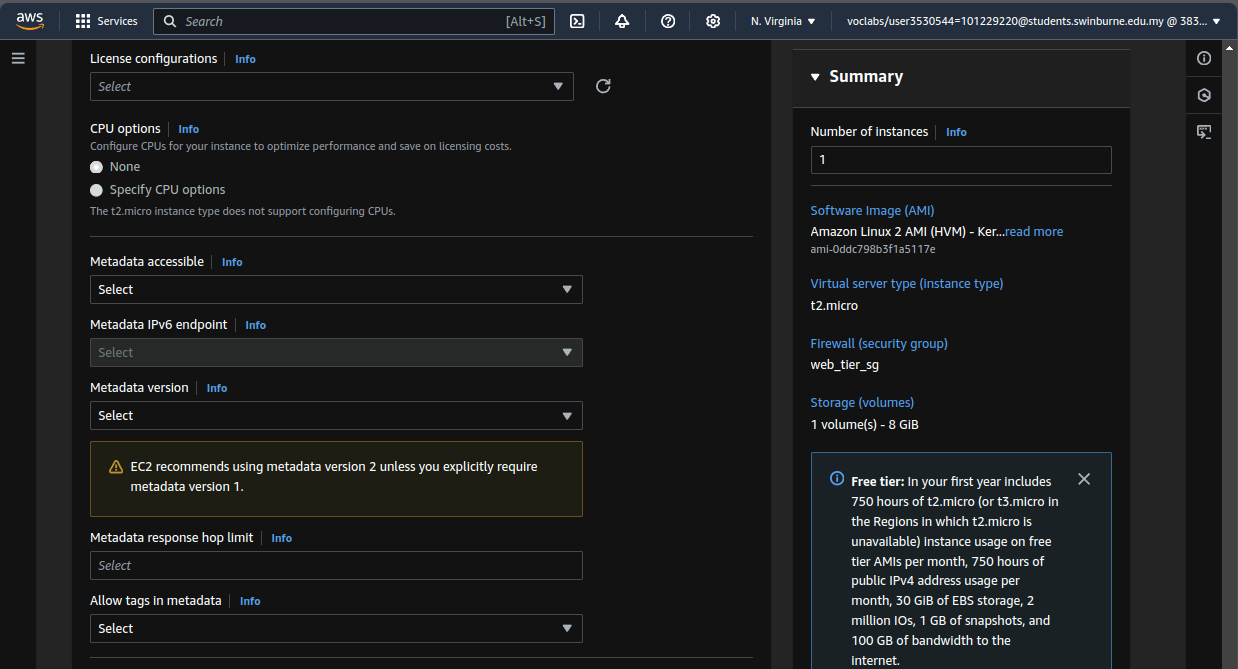 aws
Services
Search
[Alt+S]
N. Virginia
voclabs/user3530544=101229220@students.swinburne.edu.my @ 383...
License configurations
Info
Select
CPU options
Info
Configure CPUs for your instance to optimize performance and save on licensing costs.
None
Specify CPU options
The t2.micro instance type does not support configuring CPUs.
Metadata accessible
Info
Select
Metadata IPv6 endpoint
Info
Select
Metadata version
Info
Select
EC2 recommends using metadata version 2 unless you explicitly require
metadata version 1.
Metadata response hop limit
Info
Select
Allow tags in metadata
Info
Select
Summary
Number of instances
Info
1
Software Image (AMI)
Amazon Linux 2 AMI (HVM) - Ker...read more
ami-0ddc798b3f1a5117e
Virtual server type (instance type)
t2.micro
Firewall (security group)
web_tier_sg
Storage (volumes)
1 volume(s) - 8 GiB
Free tier: In your first year includes
750 hours of t2.micro (or t3.micro in
the Regions in which t2.micro is
unavailable) instance usage on free
tier AMIs per month, 750 hours of
public IPv4 address usage per
month, 30 GiB of EBS storage, 2
million IOs, 1 GB of snapshots, and
100 GB of bandwidth to the
internet.